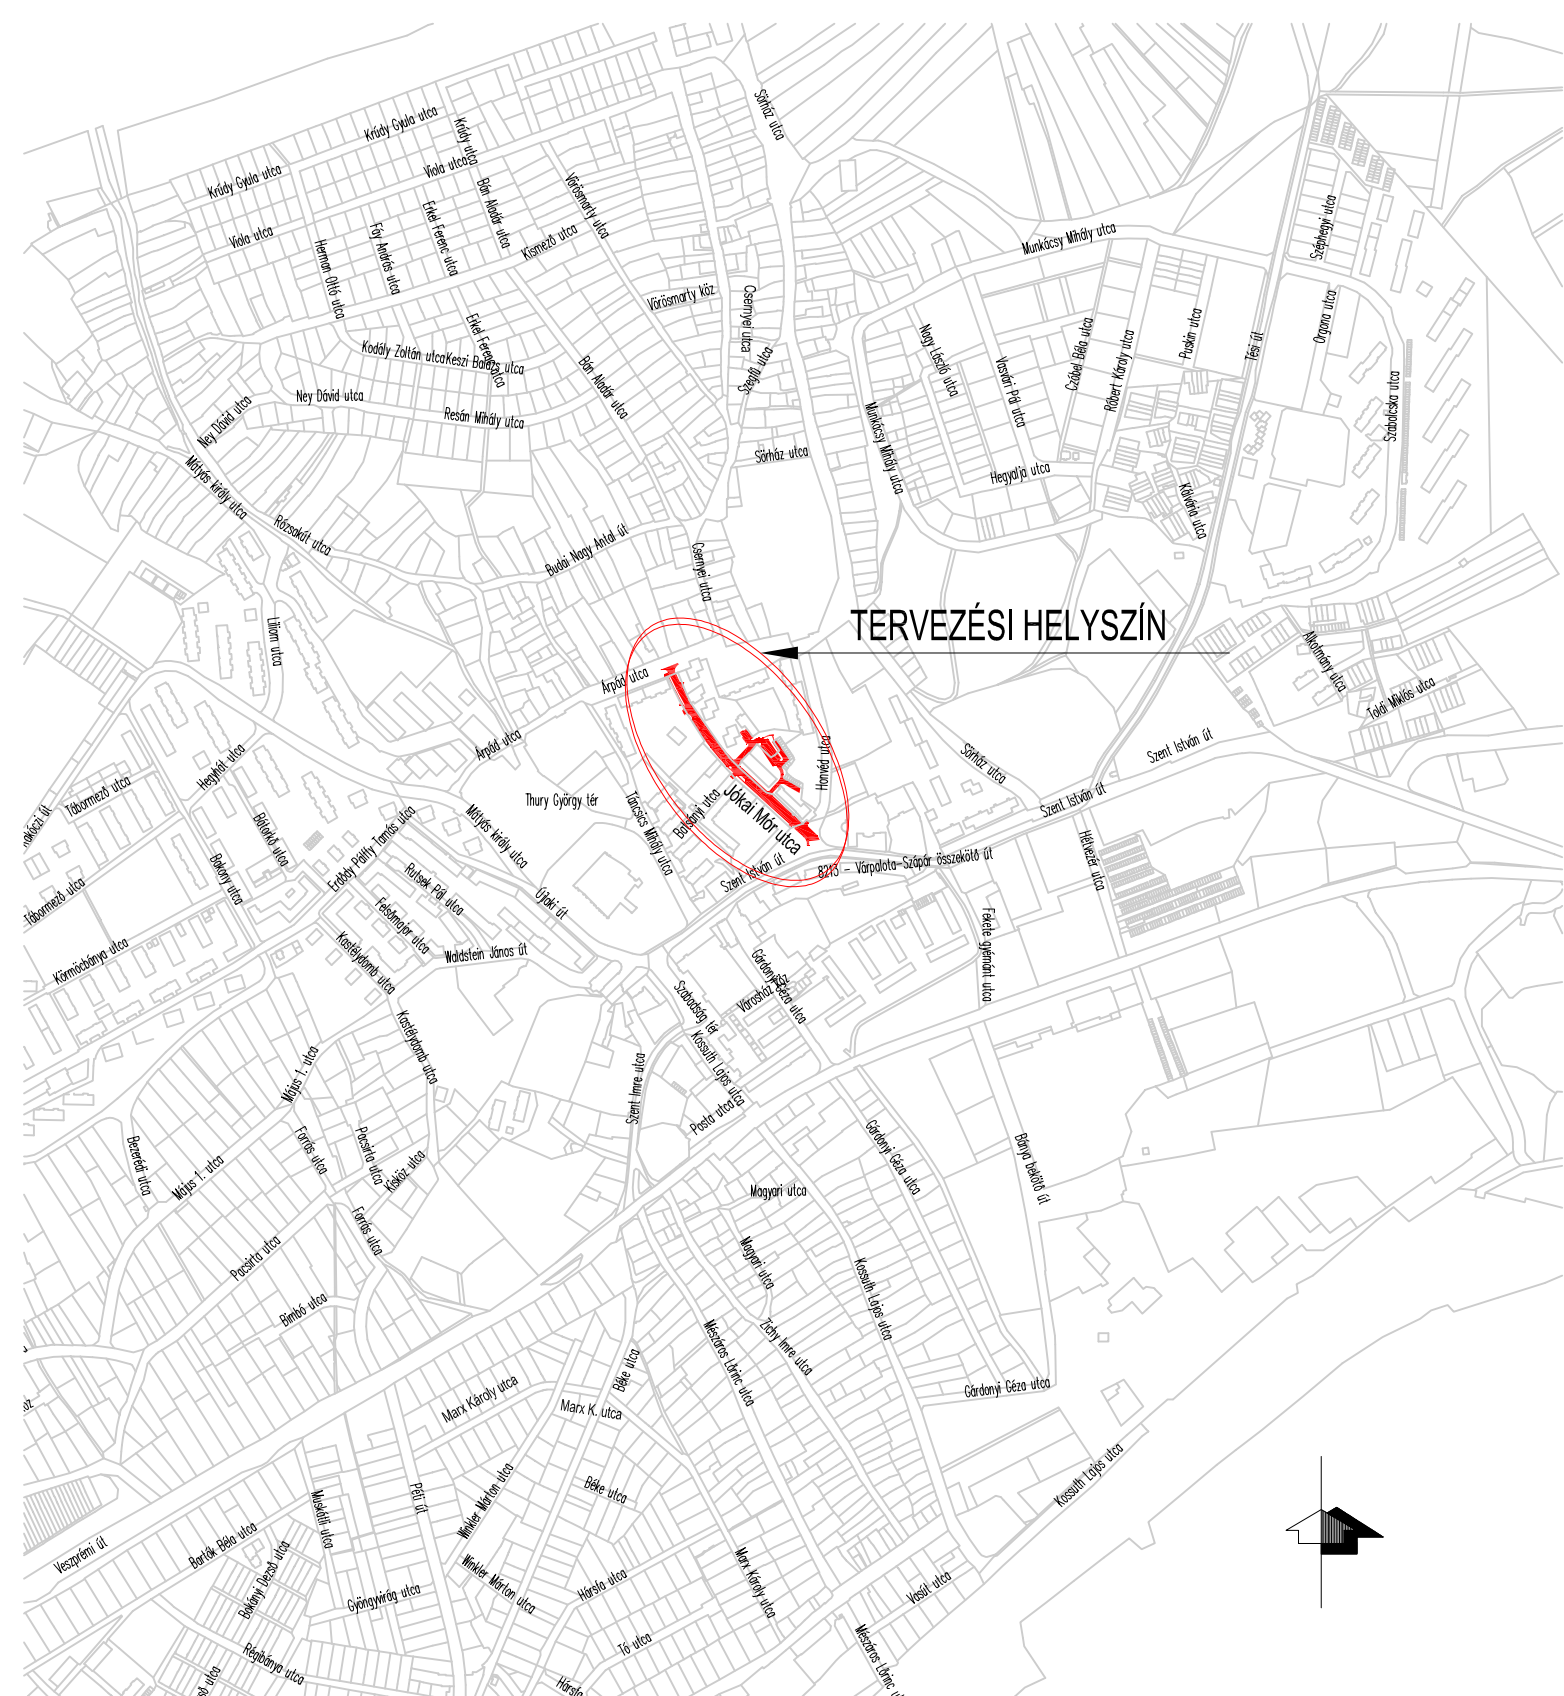 Sörház utca
Krúdy Gyula utca
Krúdy utca
Viola utca
Krúdy Gyula utca
Bán Aladár utca
Vörösmarty utca
Erkel Ferenc utca
Fáy András utca
Viola utca
Herman Ottó utca
Kismező utca
Munkácsy Mihály utca
Széphegyi utca
Vörösmarty köz
Csernyei utca
Orgona utca
Puskin utca
Tési út
Erkel Ferenc utca
Kodály Zoltán utca
Keszi Balázs utca
Bán Aladár utca
Szegfű utca
Nagy László utca
Vasvári Pál utca
Czóbel Béla utca
Róbert Károly utca
Szabolcska utca
Ney Dávid utca
Ney Dávid utca
Resán Mihály utca
Munkácsy Mihály utca
Sörház utca
Hegyalja utca
Mátyás király utca
Rózsakút utca
Kálvária utca
Budai Nagy Antal út
Csernyei utca
TERVEZÉSI HELYSZÍN
Liliom utca
Alkotmány utca
Árpád utca
Toldi Miklós utca
Árpád utca
Honvéd utca
Sörház utca
Szent István út
Hegyhát utca
Tábormező utca
Thury György tér
Táncsics Mihály utca
Batsányi utca
Jókai Mór utca
Szent István út
Bátorkő utca
Erdődy Pálffy Tamás utca
Mátyás király utca
Hétvezér utca
Szent István út
8213 - Várpalota-Szápár összekötő út
Bakony utca
Tábormező utca
Rutsek Pál utca
Újlaki út
Felsőmajor utca
Fekete gyémánt utca
Körmöcbánya utca
Kastélydomb utca
Waldstein János út
Gárdonyi Géza utca
Városház köz
Szabadság tér
Kastélydomb utca
Kossuth Lajos utca
Május 1. utca
Szent Imre utca
Posta utca
Bezerédi utca
Forrás utca
Pacsirta utca
Kisköz utca
Május 1. utca
Gárdonyi Géza utca
Bánya bekötő út
Magyari utca
Forrás utca
Pacsirta utca
Magyari utca
Kossuth Lajos utca
Bimbó utca
Mészáros Lőrinc utca
Zichy Imre utca
Béke utca
Marx Károly utca
Marx K. utca
Gárdonyi Géza utca
Kossuth Lajos utca
Péti út
Béke utca
Muskátli utca
Winkler Márton utca
Veszprémi út
Bartók Béla utca
Bokányi Dezső utca
Winkler Márton utca
Hársfa utca
Marx Károly utca
Vasút utca
Gyöngyvirág utca
Tó utca
Régibánya utca
Mészáros Lőrinc
Hársfa